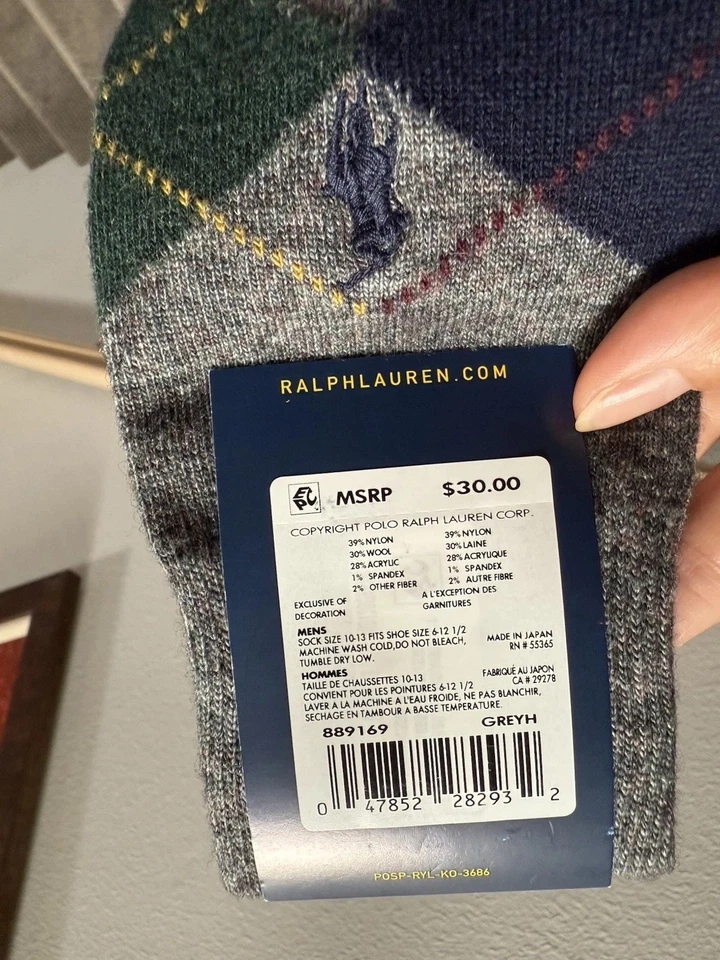 RALPHLAUREN.COM
MSRP $30.00
COPYRIGHT POLO RALPH LAUREN CORP.
39% NYLON 39% NYLON
30% WOOL 30% LAINE
28% ACRYLIC 28% ACRYLIQUE
1% SPANDEX 1% SPANDEX
2% OTHER FIBER 2% AUTRE FIBRE
EXCLUSIVE OF A L'EXCEPTION DES
DECORATION GARNITURES
MENS
SOCK SIZE 10-13 FITS SHOE SIZE 6-12 1/2 MADE IN JAPAN
MACHINE WASH COLD,DO NOT BLEACH, RN # 55365
TUMBLE DRY LOW.
HOMMES FABRIQUÉ AU JAPON
TAILLE DE CHAUSSETTES 10-13 CA # 29278
CONVIENT POUR LES POINTURES 6-12 1/2
LAVER A LA MACHINE A L'EAU FROIDE, NE PAS BLANCHIR,
SECHAGE EN TAMBOUR A BASSE TEMPERATURE.
889169 GREYH
0 47852 28293 2
POSP-RYL-KO-3686